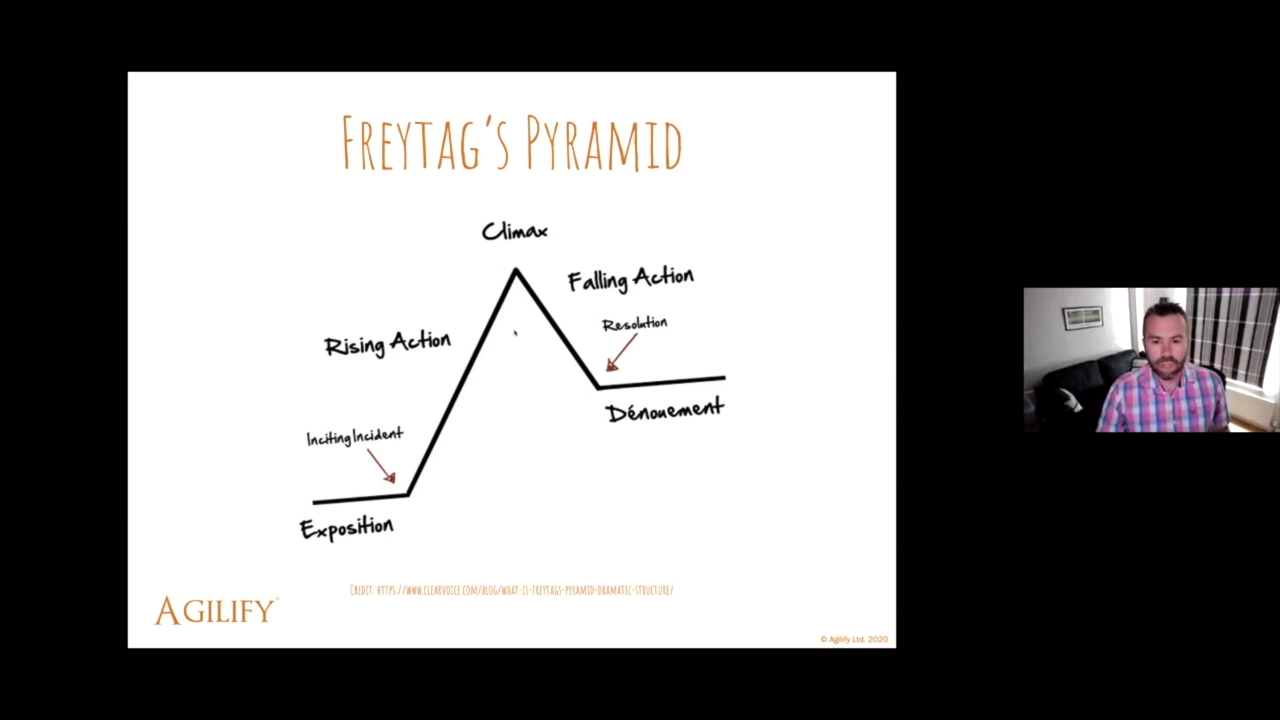 FREYTAG'S PYRAMID
Climax
Falling Action
Resolution
Rising Action
Dénouement
Inciting Incident
Exposition
CREDIT: HTTPS://WWW.CLEARVOICE.COM/BLOG/WHAT-IS-FREYTAGS-PYRAMID-DRAMATIC-STRUCTURE/
AGILIFY
© Agilify Ltd. 2020